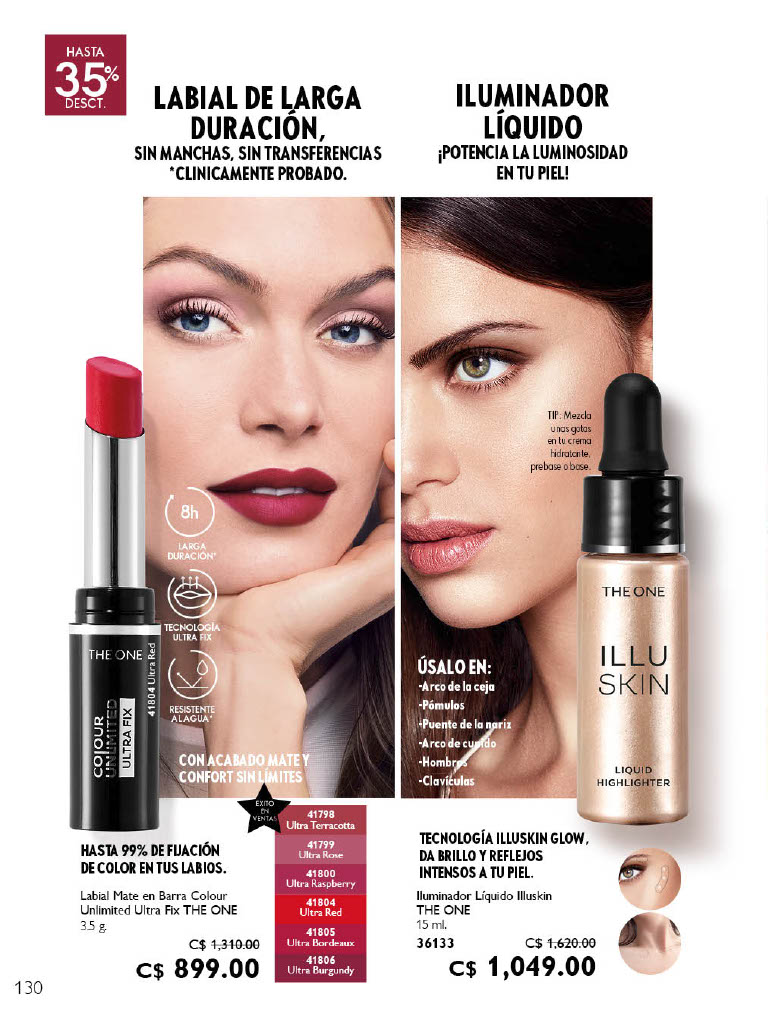 HASTA
35%
DESCT.
LABIAL DE LARGA
DURACIÓN,
SIN MANCHAS, SIN TRANSFERENCIAS
*CLINICAMENTE PROBADO.
ILUMINADOR
LÍQUIDO
¡POTENCIA LA LUMINOSIDAD
EN TU PIEL!
TIP: Mezcla
unas gotas
en tu crema
hidratante,
prebase o base.
8h
LARGA
DURACIÓN*
TECNOLOGÍA
ULTRA FIX
RESISTENTE
AL AGUA*
THE ONE
41804 Ultra Red
COLOUR
UNLIMITED
ULTRA FIX
CON ACABADO MATE Y
CONFORT SIN LÍMITES
THE ONE
ILLU
SKIN
LIQUID
HIGHLIGHTER
ÚSALO EN:
-Arco de la ceja
-Pómulos
-Puente de la nariz
-Arco de cupido
-Hombros
-Clavículas
ÉXITO
EN
VENTAS
41798
Ultra Terracotta
41799
Ultra Rose
41800
Ultra Raspberry
41804
Ultra Red
41805
Ultra Bordeaux
41806
Ultra Burgundy
HASTA 99% DE FIJACIÓN
DE COLOR EN TUS LABIOS.
Labial Mate en Barra Colour
Unlimited Ultra Fix THE ONE
3.5 g.
C$ 1,310.00
C$ 899.00
TECNOLOGÍA ILLUSKIN GLOW,
DA BRILLO Y REFLEJOS
INTENSOS A TU PIEL.
Iluminador Líquido Illuskin
THE ONE
15 ml.
36133 C$ 1,620.00
C$ 1,049.00
130